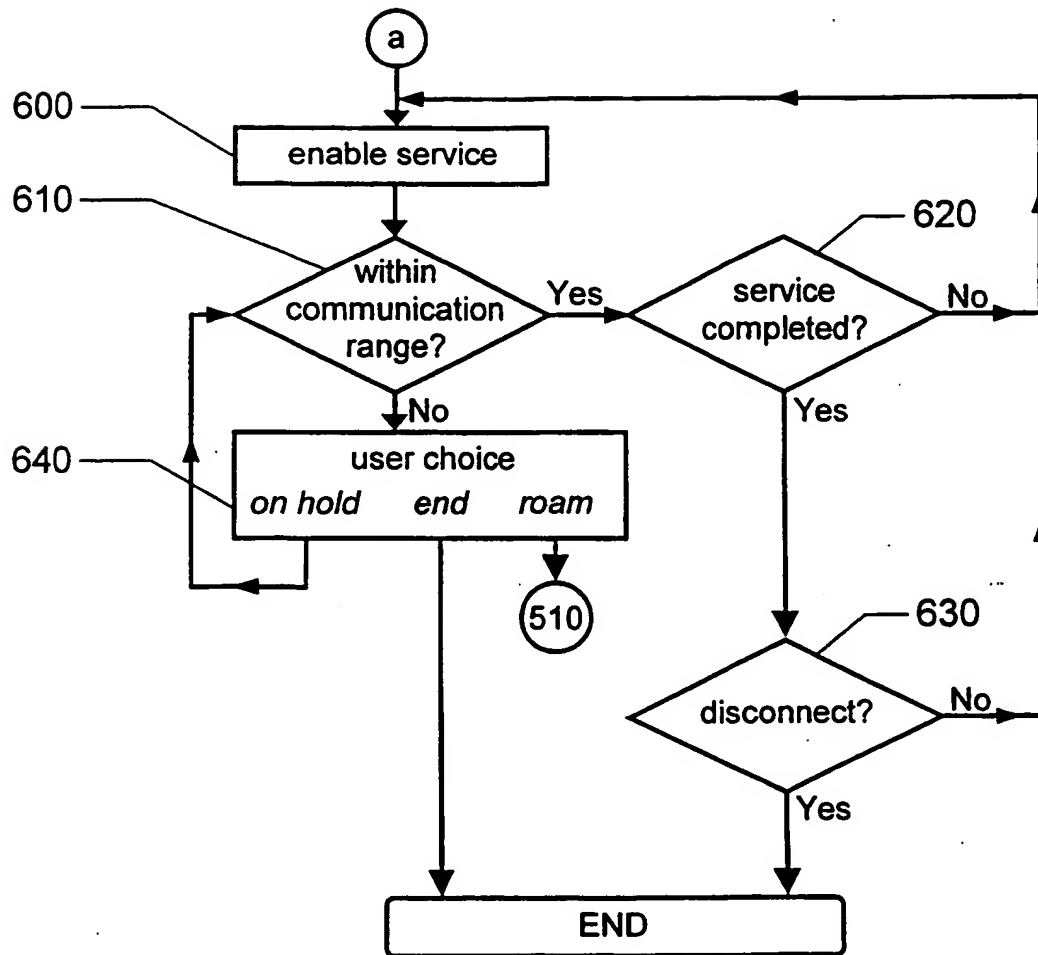 a
600
enable service
610
within
communication
range?
Yes
620
service
completed?
No
No
Yes
640
user choice
on hold end roam
510
630
disconnect?
No
Yes
END